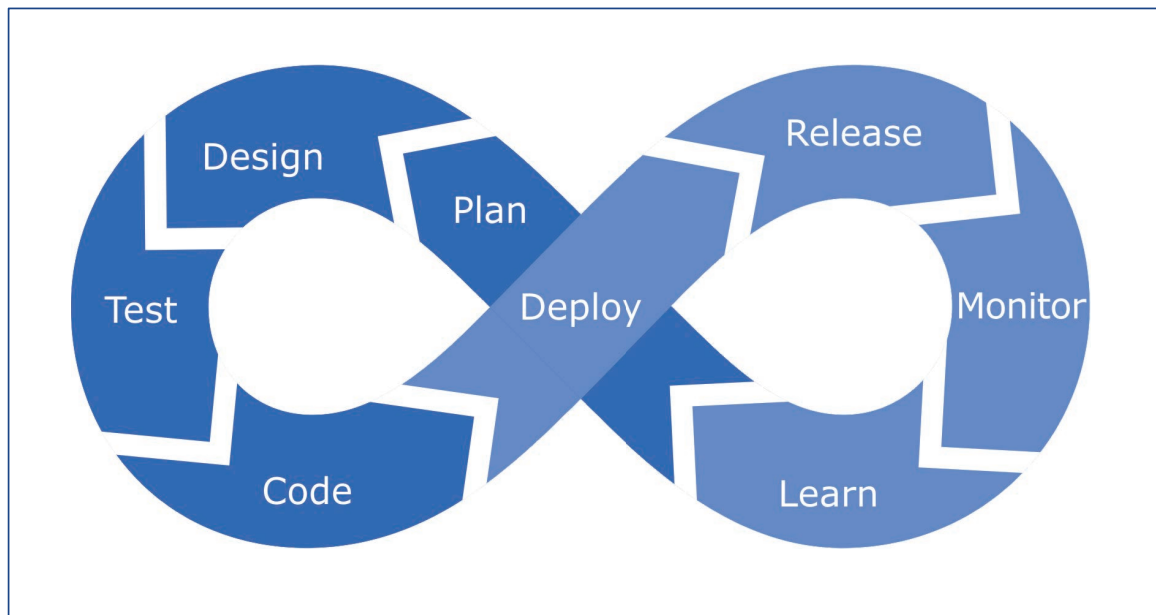 Design
Release
Plan
Test
Deploy
Monitor
Code
Learn